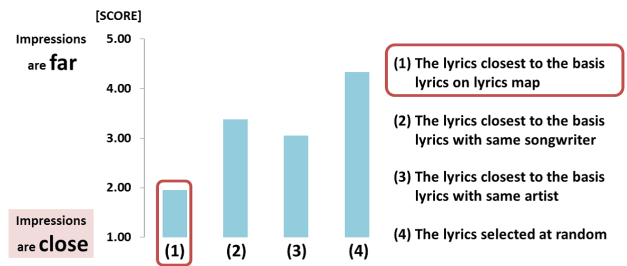 [SCORE]
Impressions
are far
5.00
4.00
3.00
2.00
1.00
Impressions
are close
(1)
(2)
(3)
(4)
(1) The lyrics closest to the basis
lyrics on lyrics map
(2) The lyrics closest to the basis
lyrics with same songwriter
(3) The lyrics closest to the basis
lyrics with same artist
(4) The lyrics selected at random